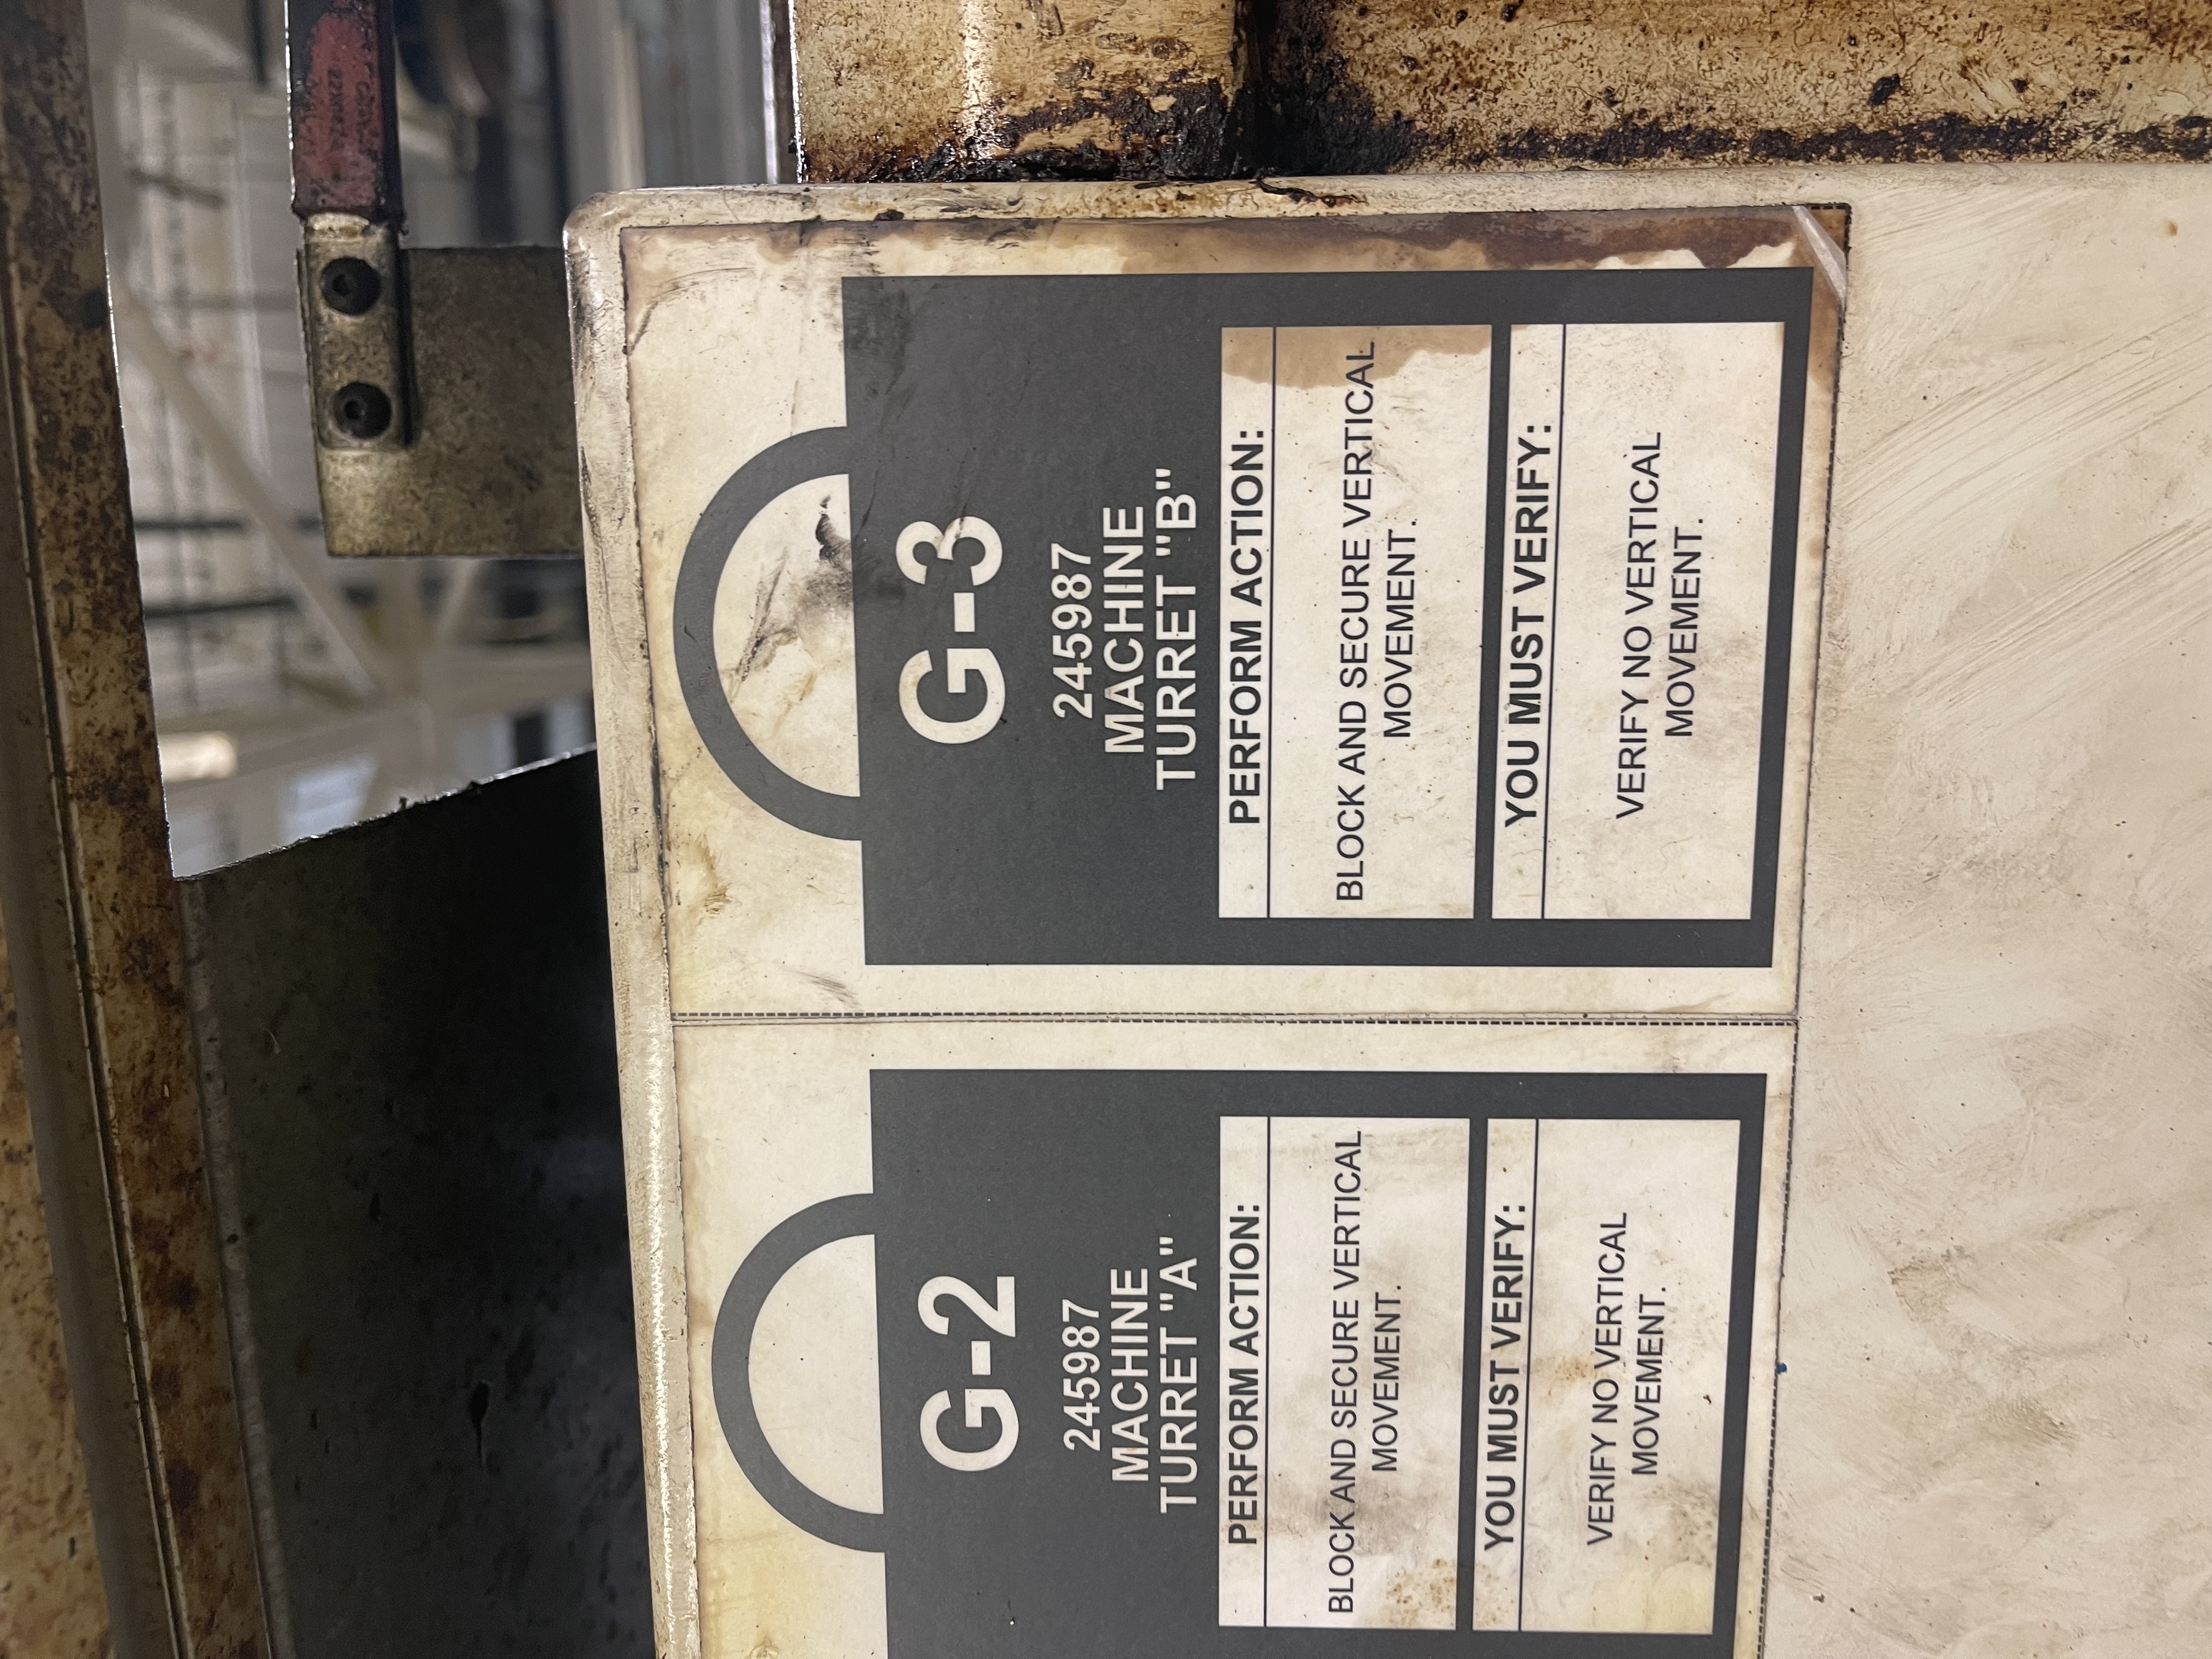 G-2
245987
MACHINE
TURRET "A"
PERFORM ACTION:
BLOCK AND SECURE VERTICAL
MOVEMENT.
YOU MUST VERIFY:
VERIFY NO VERTICAL
MOVEMENT.
G-3
245987
MACHINE
TURRET "B"
PERFORM ACTION:
BLOCK AND SECURE VERTICAL
MOVEMENT.
YOU MUST VERIFY:
VERIFY NO VERTICAL
MOVEMENT.